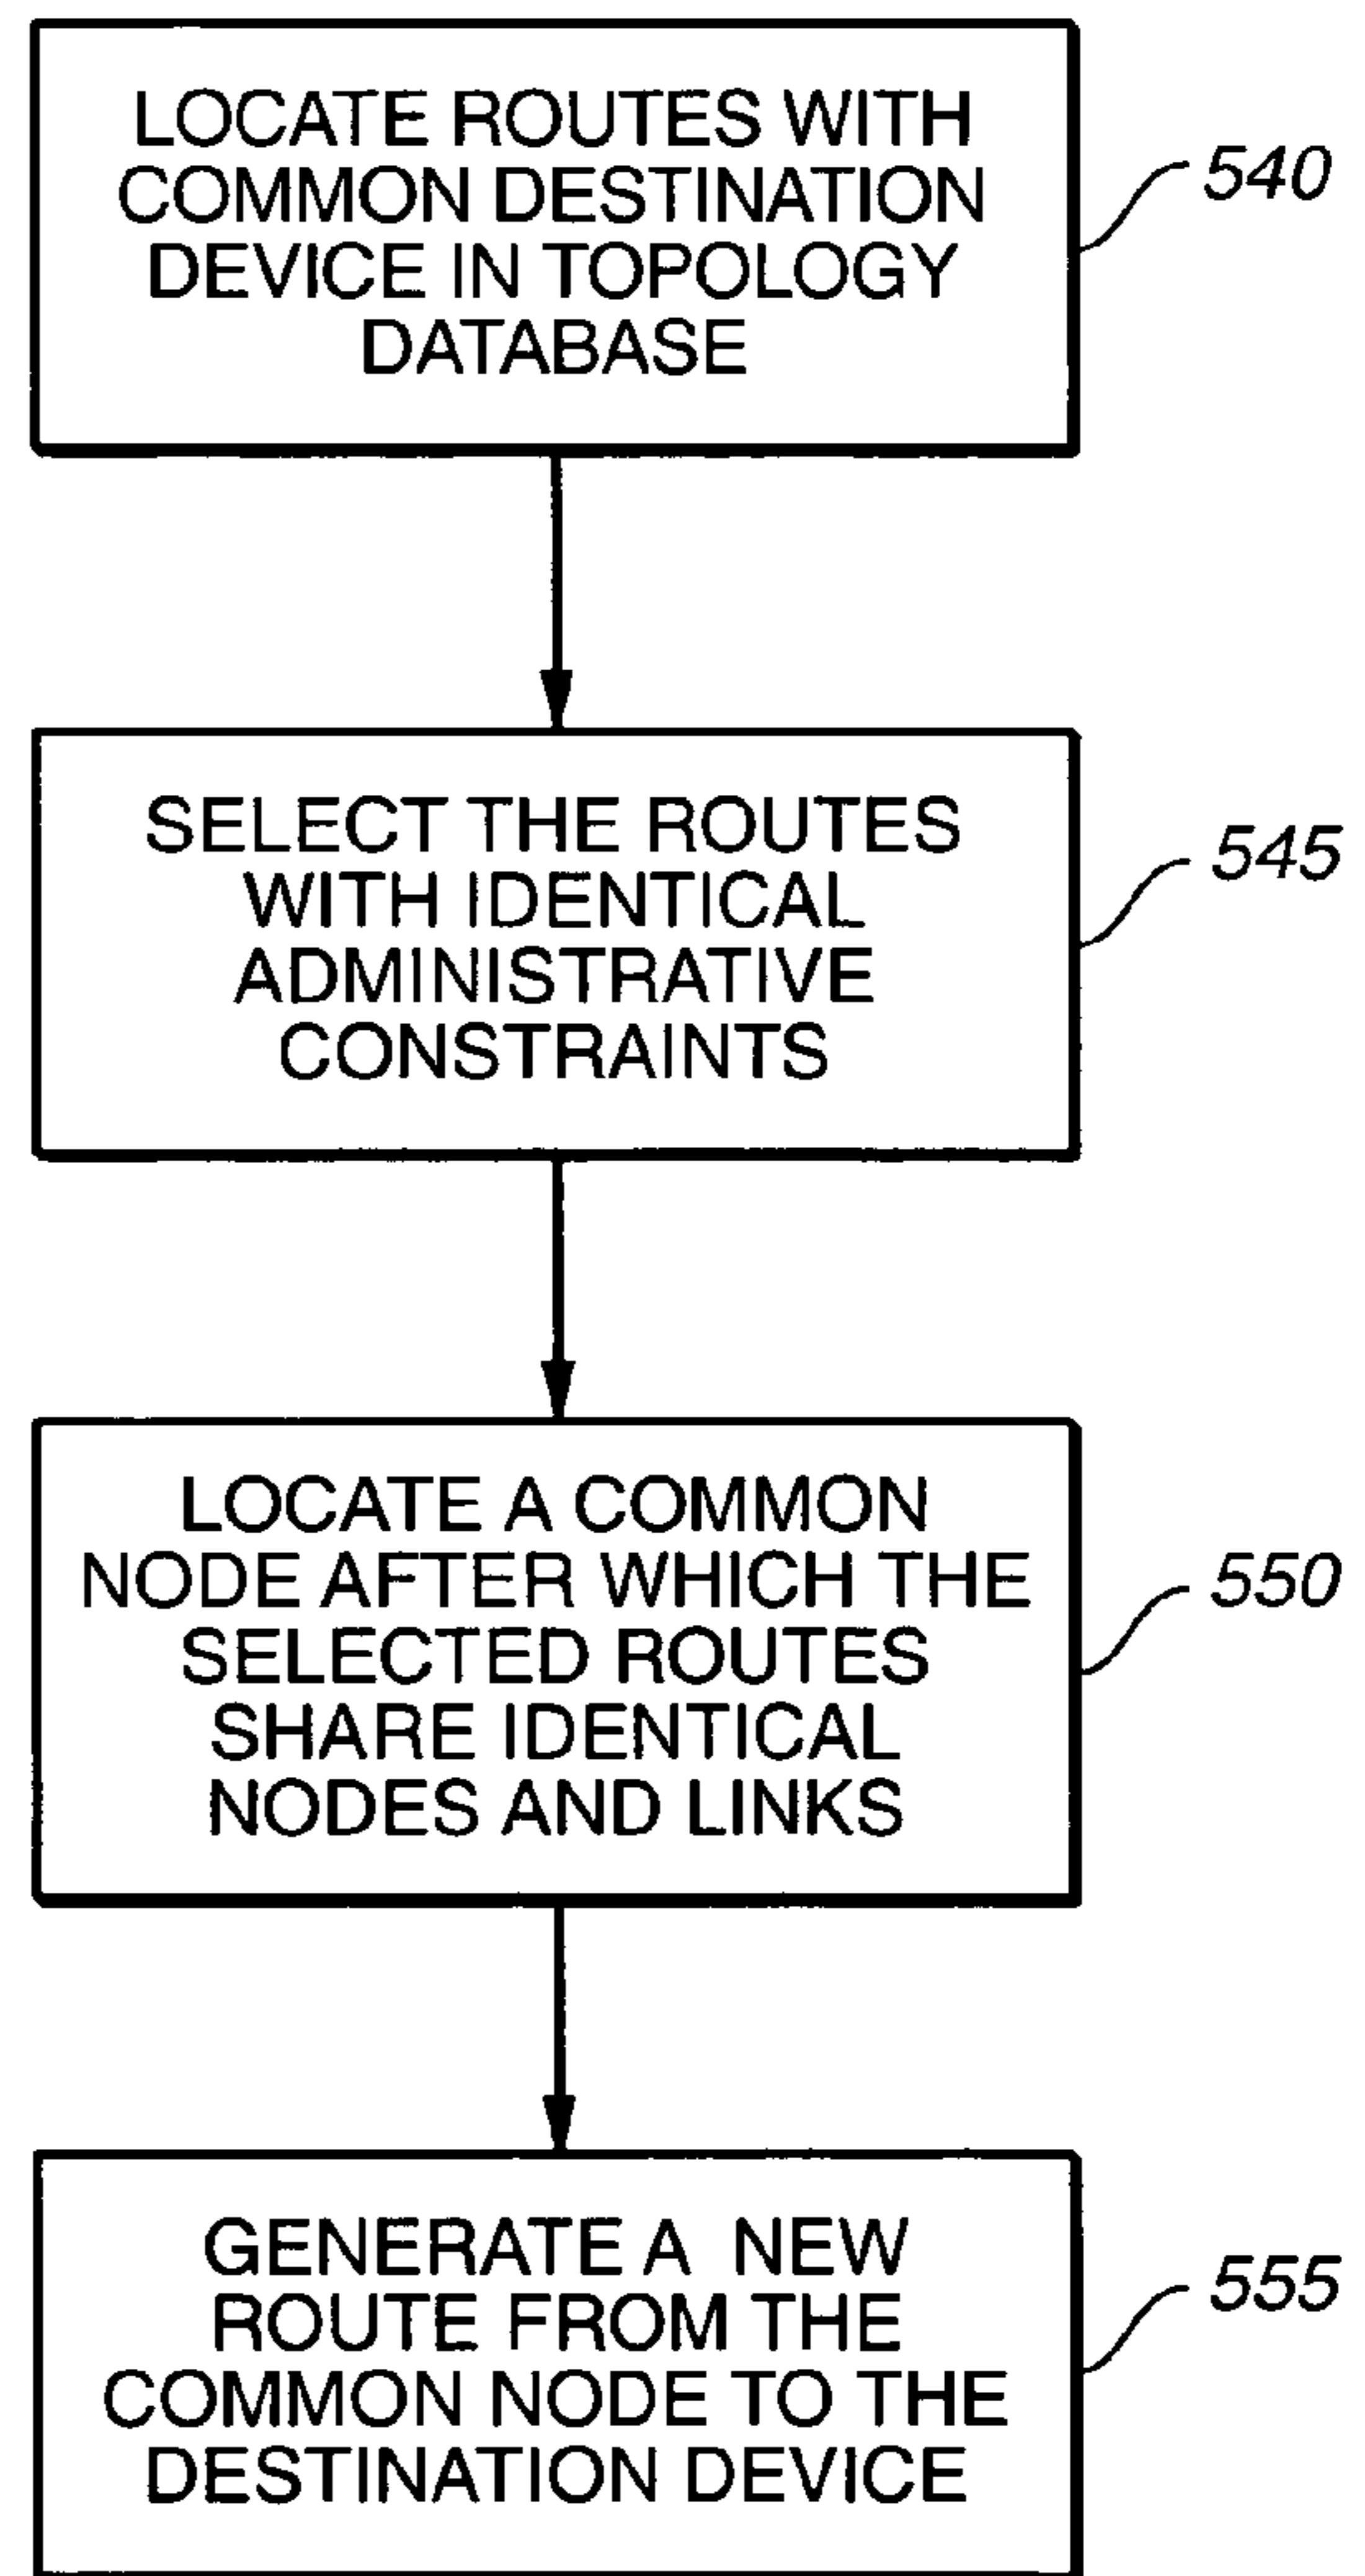 LOCATE ROUTES WITH
COMMON DESTINATION
DEVICE IN TOPOLOGY
DATABASE
540
SELECT THE ROUTES
WITH IDENTICAL
ADMINISTRATIVE
CONSTRAINTS
545
LOCATE A COMMON
NODE AFTER WHICH THE
SELECTED ROUTES
SHARE IDENTICAL
NODES AND LINKS
550
GENERATE A NEW
ROUTE FROM THE
COMMON NODE TO THE
DESTINATION DEVICE
555